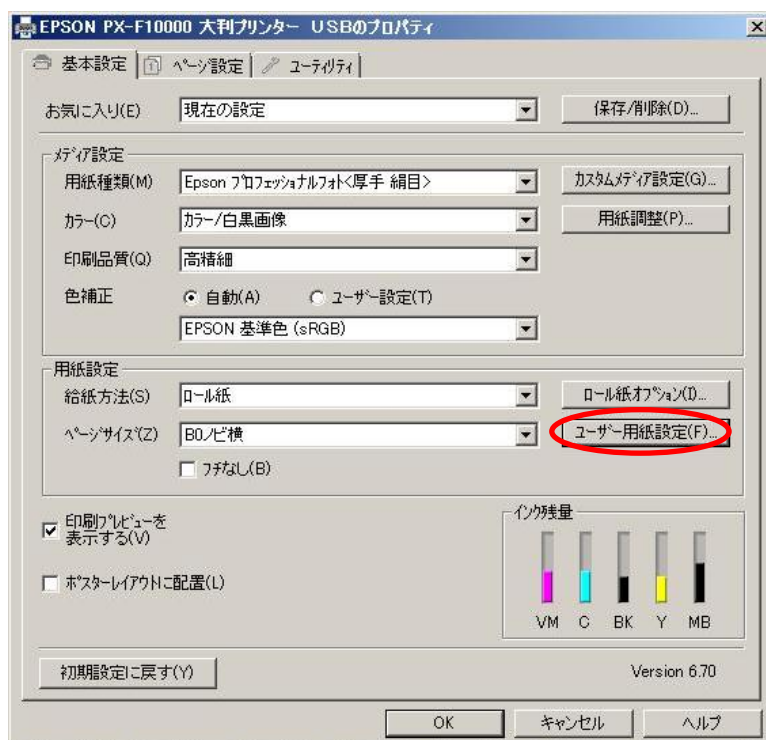 EPSON PX-F10000 大判プリンター USBのプロパティ
基本設定 ページ設定 ユーティリティ
お気に入り(E) 現在の設定 保存/削除(D)...
メディア設定
用紙種類(M) Epson プロフェッショナルフォト<厚手 絹目> カスタムメディア設定(G)...
カラー(C) カラー/白黒画像 用紙調整(P)...
印刷品質(Q) 高精細
色補正 自動(A) ユーザー設定(T)
EPSON 基準色 (sRGB)
用紙設定
給紙方法(S) ロール紙 ロール紙オプション(I)...
ページサイズ(Z) B0ノビ横 ユーザー用紙設定(F)...
フチなし(B)
印刷プレビューを
表示する(V)
ポスターレイアウトに配置(L)
インク残量
VM C BK Y MB
初期設定に戻す(Y) Version 6.70
OK キャンセル ヘルプ